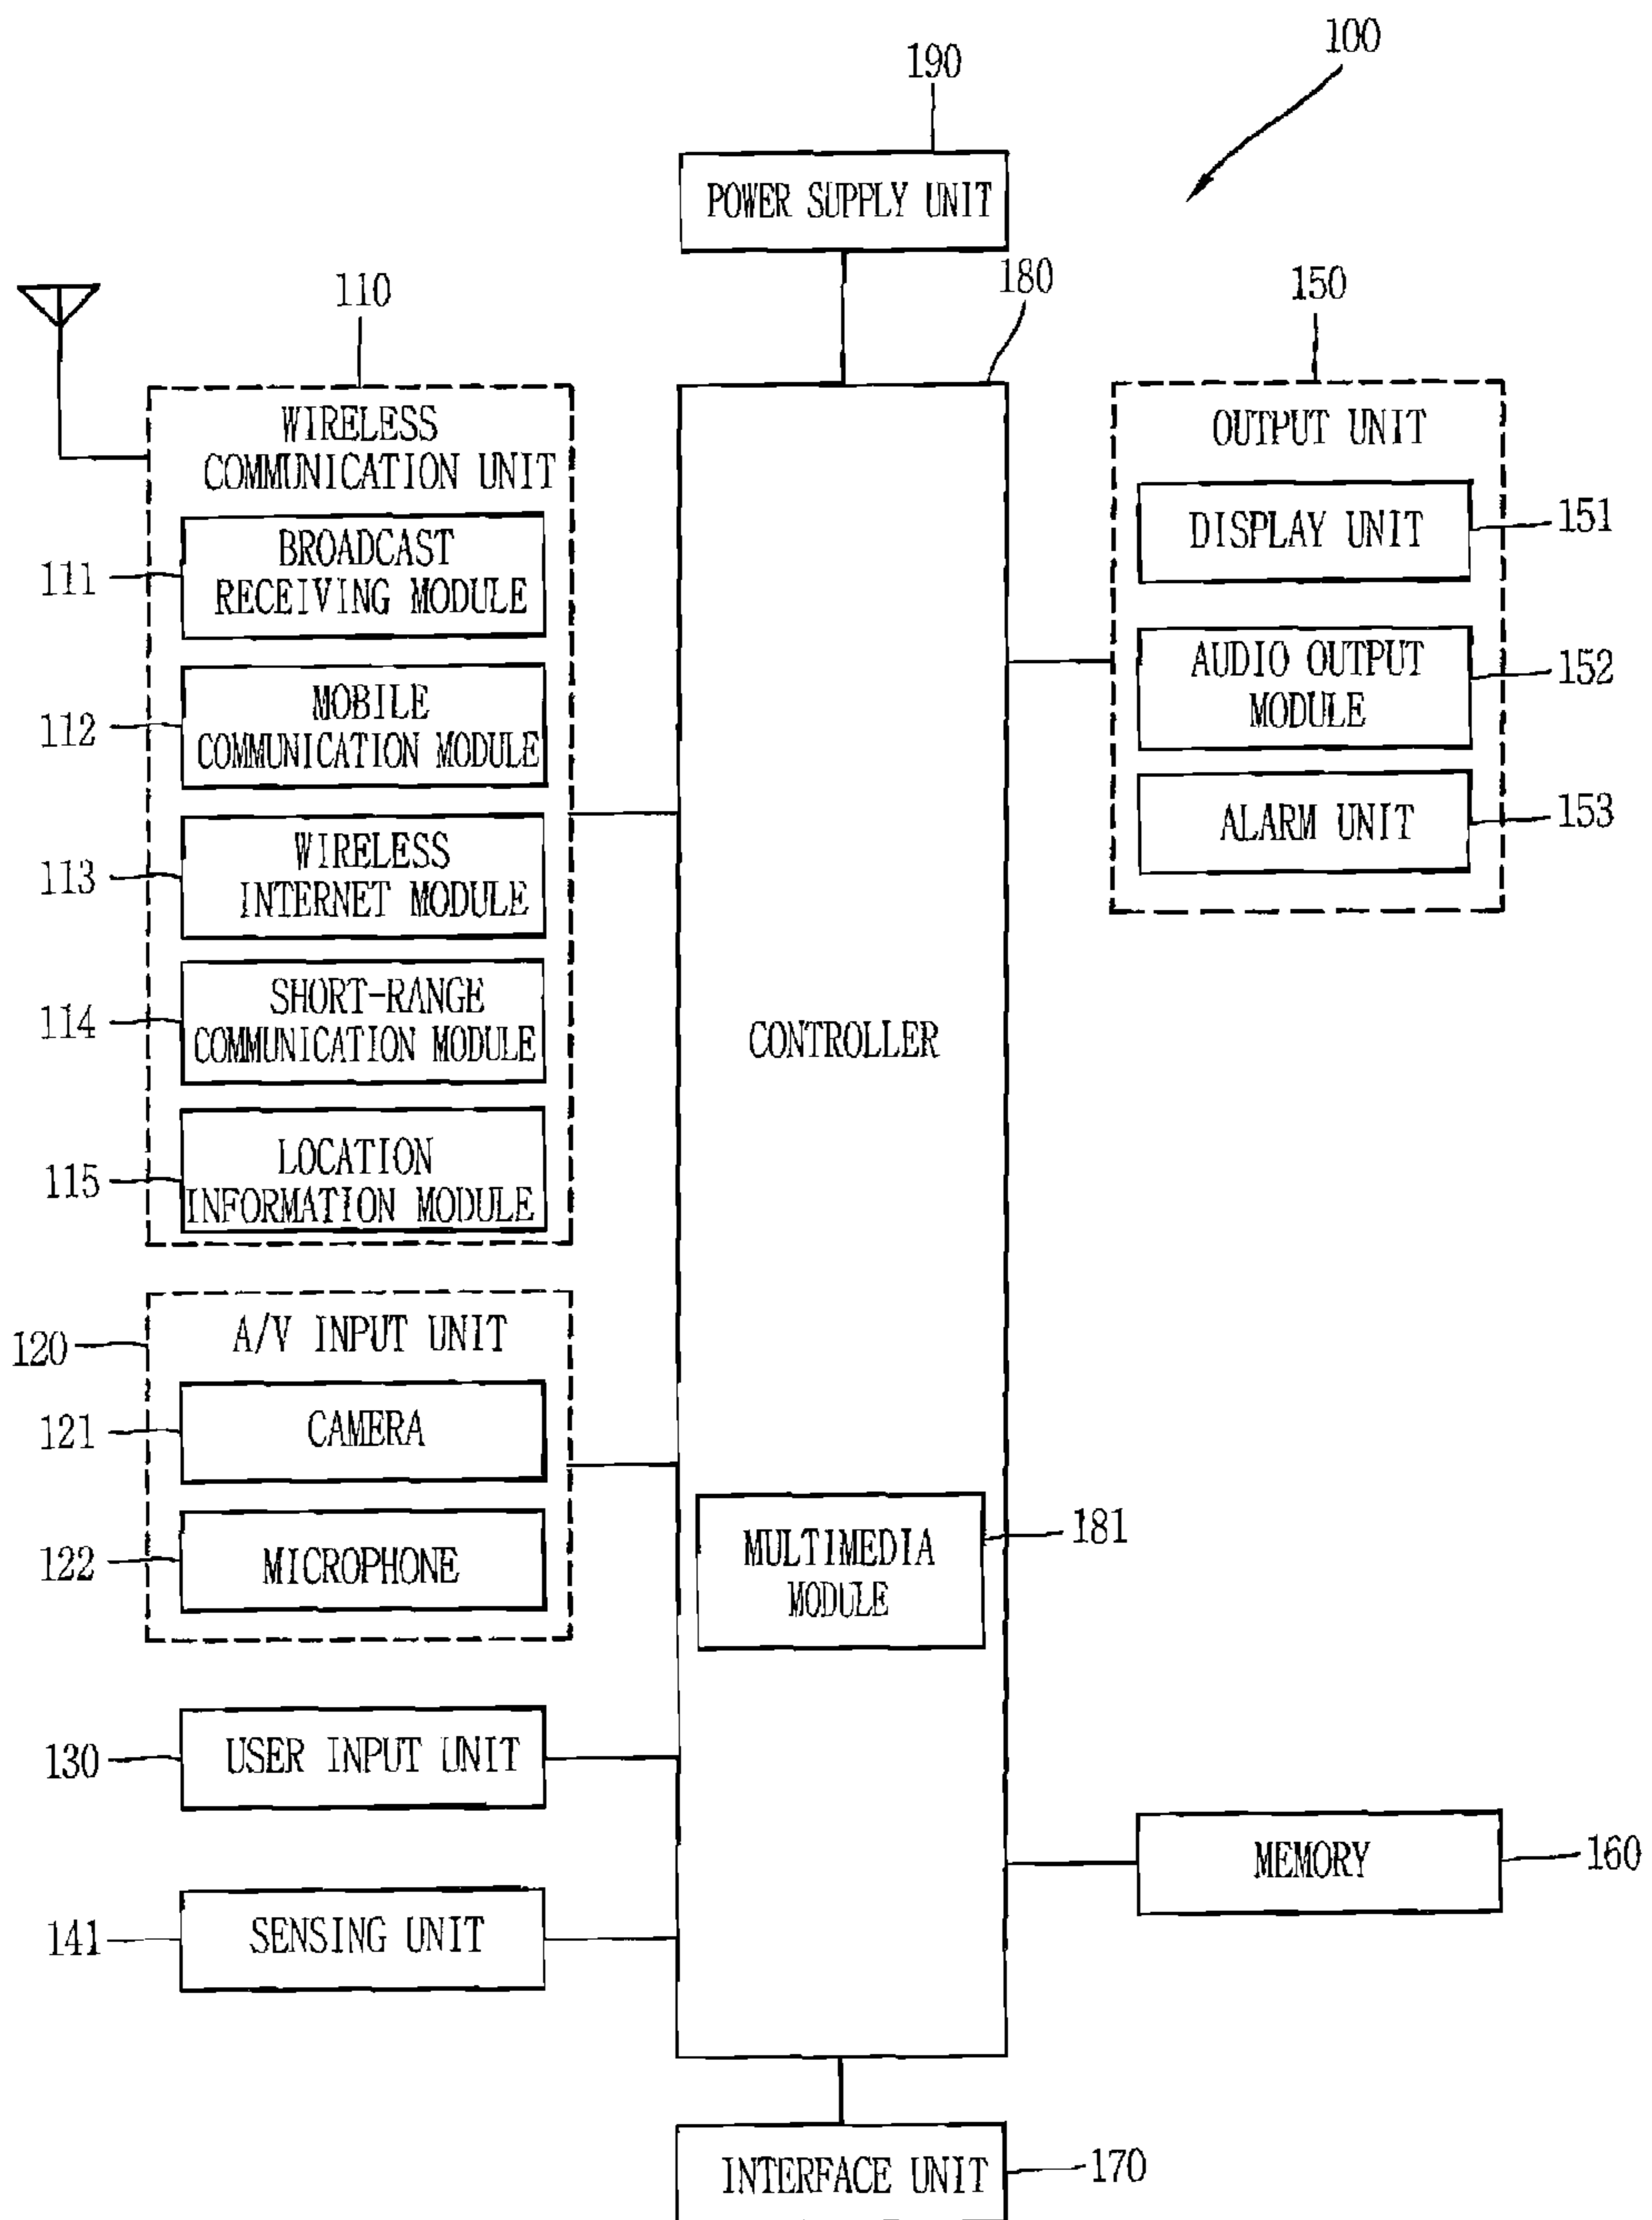 100
190
POWER SUPPLY UNIT
180
110
150
WIRELESS
COMMUNICATION UNIT
111
BROADCAST
RECEIVING MODULE
112
MOBILE
COMMUNICATION MODULE
113
WIRELESS
INTERNET MODULE
114
SHORT-RANGE
COMMUNICATION MODULE
115
LOCATION
INFORMATION MODULE
120
A/V INPUT UNIT
121
CAMERA
122
MICROPHONE
130
USER INPUT UNIT
141
SENSING UNIT
CONTROLLER
MULTIMEDIA
MODULE
181
OUTPUT UNIT
DISPLAY UNIT
151
AUDIO OUTPUT
MODULE
152
ALARM UNIT
153
MEMORY
160
INTERFACE UNIT
170